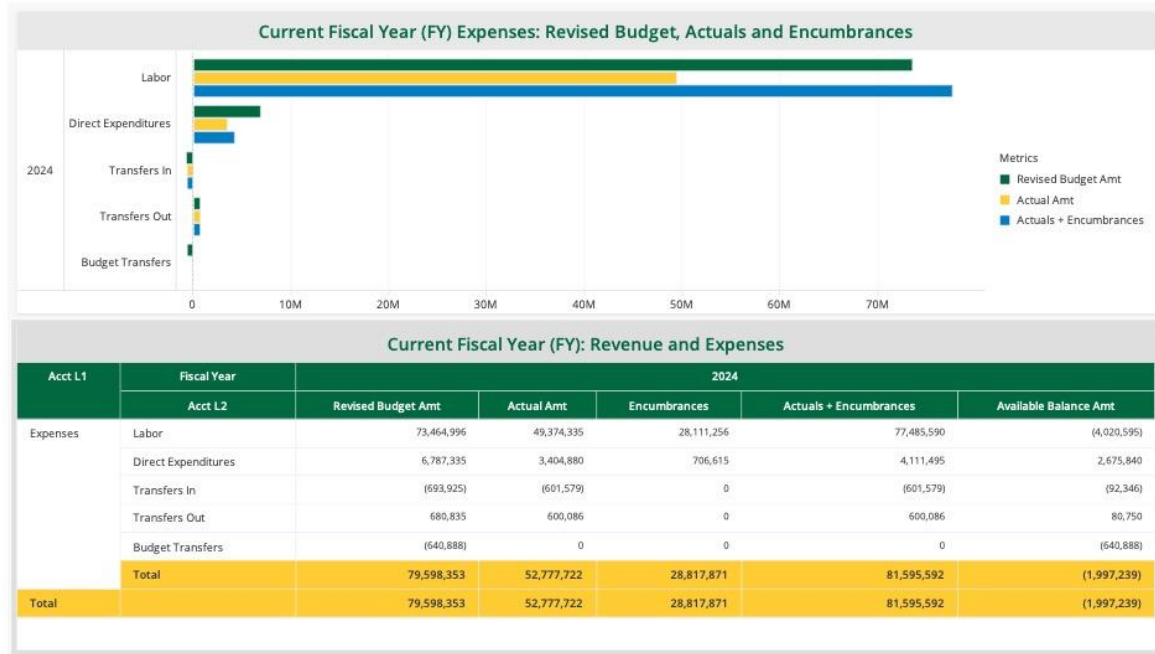 Current Fiscal Year (FY) Expenses: Revised Budget, Actuals and Encumbrances
2024
Labor
Direct Expenditures
Transfers In
Transfers Out
Budget Transfers
0 10M 20M 30M 40M 50M 60M 70M
Metrics
Revised Budget Amt
Actual Amt
Actuals + Encumbrances
Current Fiscal Year (FY): Revenue and Expenses
Acct L1 Fiscal Year 2024
Acct L2 Revised Budget Amt Actual Amt Encumbrances Actuals + Encumbrances Available Balance Amt
Expenses Labor 73,464,996 49,374,335 28,111,256 77,485,590 (4,020,595)
Direct Expenditures 6,787,335 3,404,880 706,615 4,111,495 2,675,840
Transfers In (693,925) (601,579) 0 (601,579) (92,346)
Transfers Out 680,835 600,086 0 600,086 80,750
Budget Transfers (640,888) 0 0 0 (640,888)
Total 79,598,353 52,777,722 28,817,871 81,595,592 (1,997,239)
Total 79,598,353 52,777,722 28,817,871 81,595,592 (1,997,239)